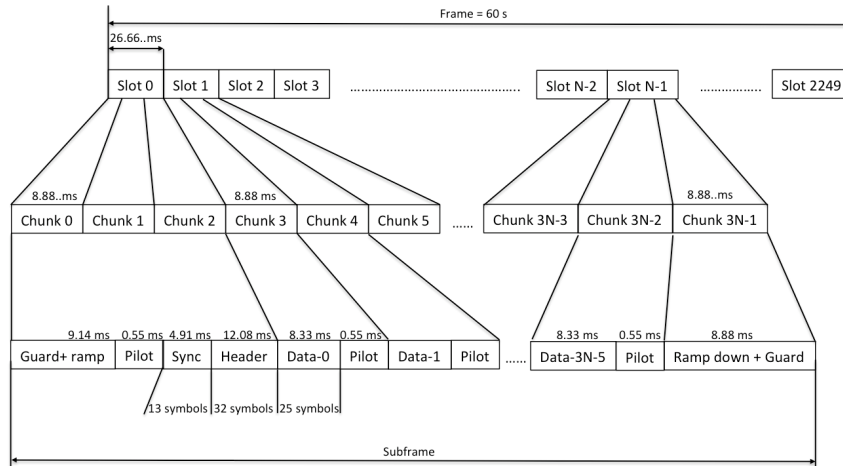 Frame = 60 s
26.66..ms
Slot 0 Slot 1 Slot 2 Slot 3 ................................................ Slot N-2 Slot N-1 ................. Slot 2249
8.88..ms 8.88 ms 8.88..ms
Chunk 0 Chunk 1 Chunk 2 Chunk 3 Chunk 4 Chunk 5 ...... Chunk 3N-3 Chunk 3N-2 Chunk 3N-1
9.14 ms 0.55 ms 4.91 ms 12.08 ms 8.33 ms 0.55 ms 8.33 ms 0.55 ms 8.88 ms
Guard+ ramp Pilot Sync Header Data-0 Pilot Data-1 Pilot ...... Data-3N-5 Pilot Ramp down + Guard
13 symbols 32 symbols 25 symbols
Subframe